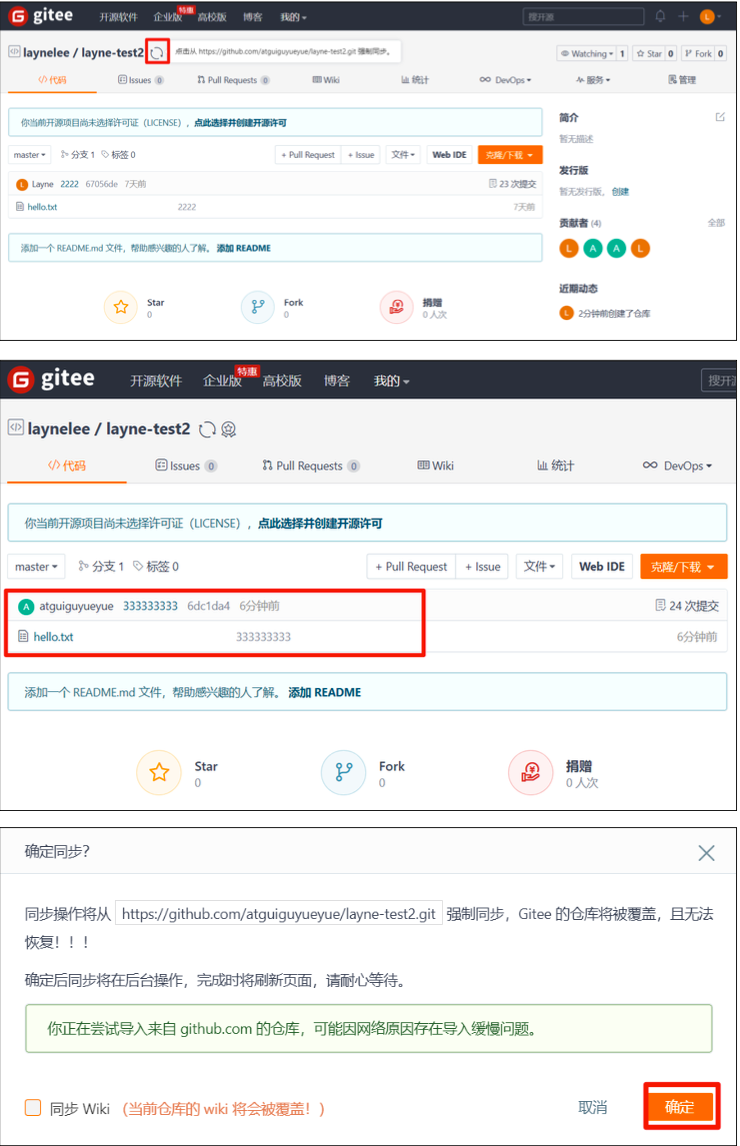 gitee 开源软件 企业版 特惠 高校版 博客 我的 搜开源 L
laynelee / layne-test2 点击从 https://github.com/atguiguyueyue/layne-test2.git 强制同步。 Watching 1 Star 0 Fork 0
代码 Issues 0 Pull Requests 0 Wiki 统计 DevOps 服务 管理
你当前开源项目尚未选择许可证（LICENSE），点此选择并创建开源许可
master 分支 1 标签 0 + Pull Request + Issue 文件 Web IDE 克隆/下载
L Layne 2222 67056de 7天前 23 次提交
hello.txt 2222 7天前
添加一个 README.md 文件，帮助感兴趣的人了解。 添加 README
Star
0
Fork
0
捐赠
0 人次
简介
暂无描述
发行版
暂无发行版， 创建
贡献者 (4) 全部
L A A L
近期动态
L 2分钟前创建了仓库
gitee 开源软件 企业版 特惠 高校版 博客 我的 搜开
laynelee / layne-test2
代码 Issues 0 Pull Requests 0 Wiki 统计 DevOps
你当前开源项目尚未选择许可证（LICENSE），点此选择并创建开源许可
master 分支 1 标签 0 + Pull Request + Issue 文件 Web IDE 克隆/下载
A atguiguyueyue 333333333 6dc1da4 6分钟前 24 次提交
hello.txt 333333333 6分钟前
添加一个 README.md 文件，帮助感兴趣的人了解。 添加 README
Star
0
Fork
0
捐赠
0 人次
确定同步?
同步操作将从 https://github.com/atguiguyueyue/layne-test2.git 强制同步，Gitee 的仓库将被覆盖，且无法
恢复！！！
确定后同步将在后台操作，完成时将刷新页面，请耐心等待。
你正在尝试导入来自 github.com 的仓库，可能因网络原因存在导入缓慢问题。
同步 Wiki （当前仓库的 wiki 将会被覆盖！） 取消 确定